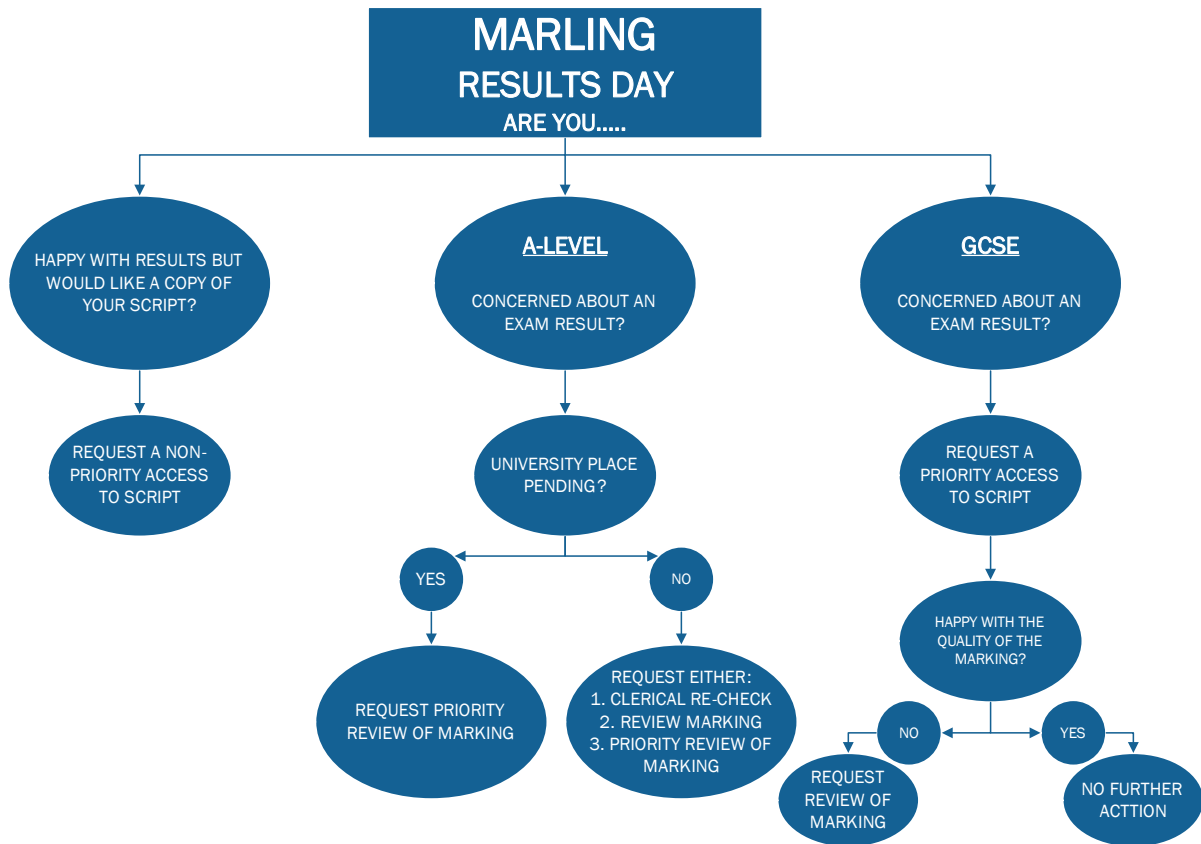 MARLING
RESULTS DAY
ARE YOU.....
HAPPY WITH RESULTS BUT
WOULD LIKE A COPY OF
YOUR SCRIPT?
A-LEVEL
CONCERNED ABOUT AN
EXAM RESULT?
GCSE
CONCERNED ABOUT AN
EXAM RESULT?
REQUEST A NON-
PRIORITY ACCESS
TO SCRIPT
UNIVERSITY PLACE
PENDING?
REQUEST A
PRIORITY ACCESS
TO SCRIPT
YES
NO
HAPPY WITH THE
QUALITY OF THE
MARKING?
REQUEST PRIORITY
REVIEW OF MARKING
REQUEST EITHER:
1. CLERICAL RE-CHECK
2. REVIEW MARKING
3. PRIORITY REVIEW OF
MARKING
NO
YES
REQUEST
REVIEW OF
MARKING
NO FURTHER
ACTTION